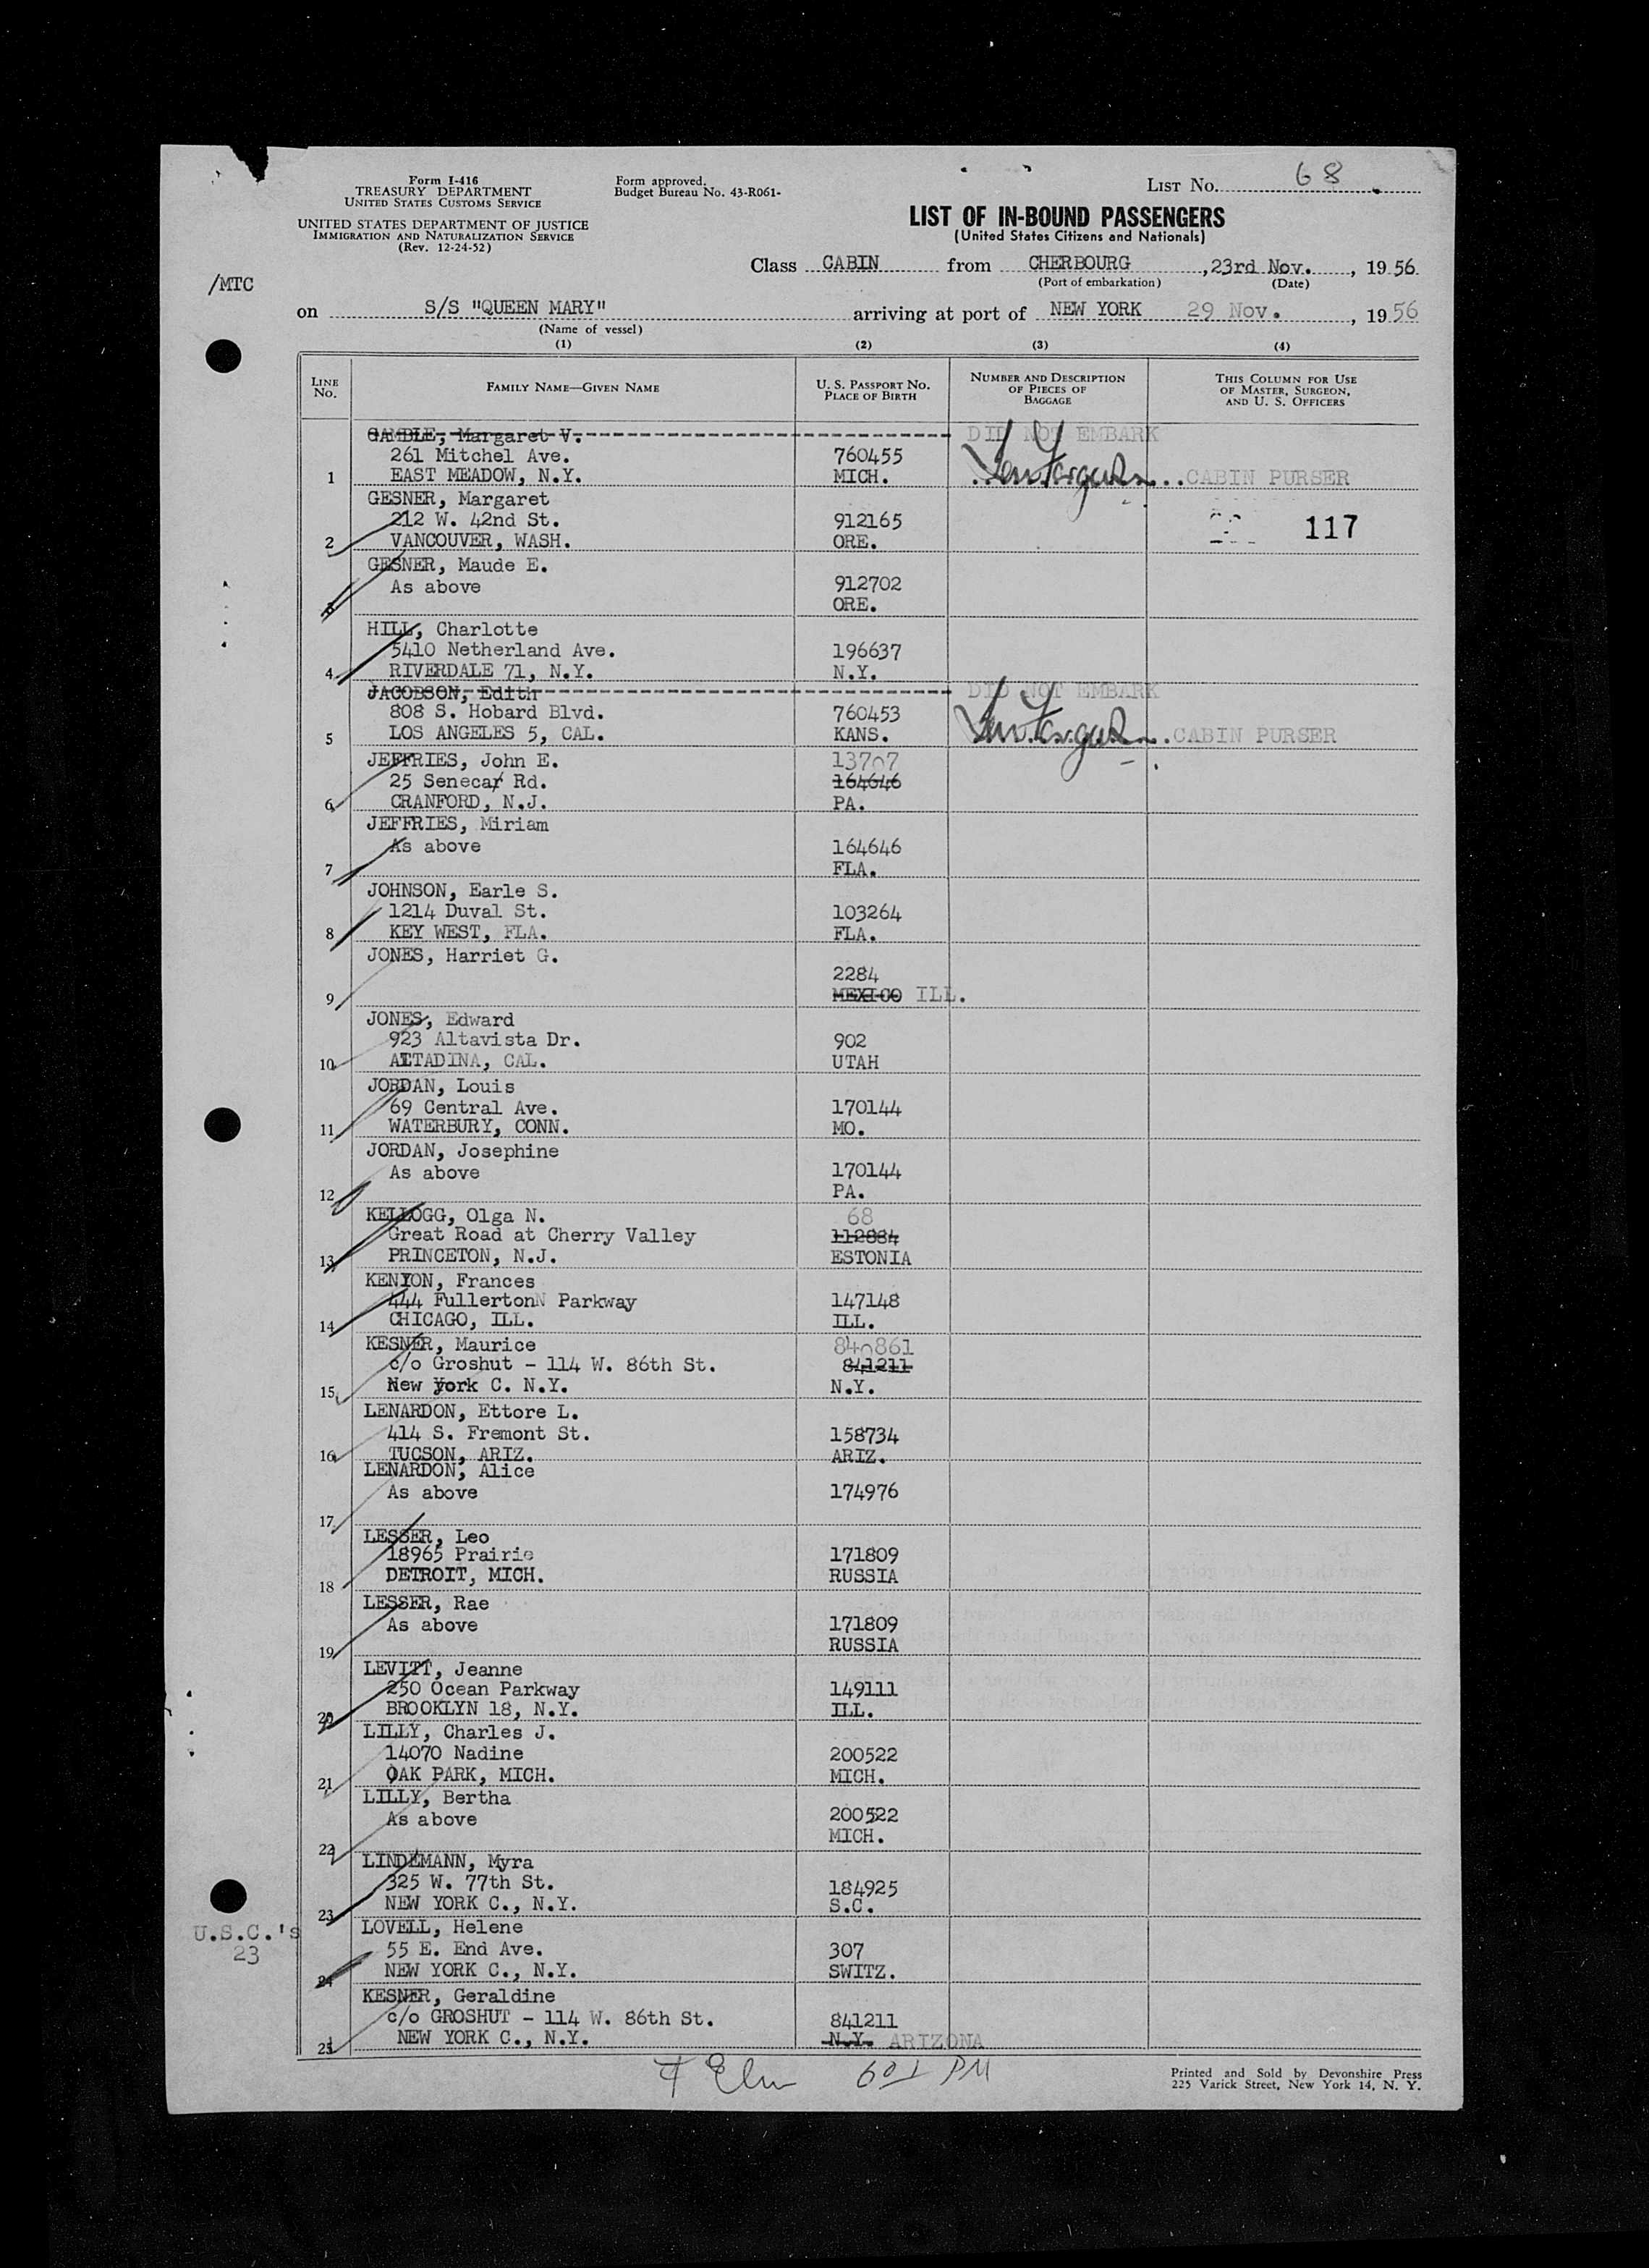 Form I-416
TREASURY DEPARTMENT
UNITED STATES CUSTOMS SERVICE
UNITED STATES DEPARTMENT OF JUSTICE
IMMIGRATION AND NATURALIZATION SERVICE
(Rev. 12-24-52)
Form approved.
Budget Bureau No. 43-R061-
LIST No. 68
LIST OF IN-BOUND PASSENGERS
(United States Citizens and Nationals)
Class CABIN from CHERBOURG, 23rd Nov., 1956
(Port of embarkation) (Date)
/MTC
on S/S "QUEEN MARY" arriving at port of NEW YORK 29 Nov., 1956
(Name of vessel)
(1) (2) (3) (4)
LINE No. FAMILY NAME—GIVEN NAME U. S. PASSPORT No. PLACE OF BIRTH NUMBER AND DESCRIPTION OF PIECES OF BAGGAGE THIS COLUMN FOR USE OF MASTER, SURGEON, AND U. S. OFFICERS
GAMBLE, Margaret V. DID NOT EMBARK
261 Mitchel Ave. 760455
1 EAST MEADOW, N.Y. MICH. CABIN PURSER
GESNER, Margaret
212 W. 42nd St. 912165 117
2 VANCOUVER, WASH. ORE.
GESNER, Maude E.
As above 912702
3 ORE.
HILL, Charlotte
5410 Netherland Ave. 196637
4 RIVERDALE 71, N.Y. N.Y.
JACOBSON, Edith DID NOT EMBARK
808 S. Hobard Blvd. 760453
5 LOS ANGELES 5, CAL. KANS. CABIN PURSER
JEFFRIES, John E. 13707
25 Senecar Rd. 164646
6 CRANFORD, N.J. PA.
JEFFRIES, Miriam
As above 164646
7 FLA.
JOHNSON, Earle S.
1214 Duval St. 103264
8 KEY WEST, FLA. FLA.
JONES, Harriet G.
2284
9 MEXICO ILL.
JONES, Edward
923 Altavista Dr. 902
10 ALTADINA, CAL. UTAH
JORDAN, Louis
69 Central Ave. 170144
11 WATERBURY, CONN. MO.
JORDAN, Josephine
As above 170144
12 PA.
KELLOGG, Olga N. 68
Great Road at Cherry Valley 112884
13 PRINCETON, N.J. ESTONIA
KENYON, Frances
444 FullertonN Parkway 147148
14 CHICAGO, ILL. ILL.
KESNER, Maurice 840861
c/o Groshut - 114 W. 86th St. 841211
15 New york C. N.Y. N.Y.
LENARDON, Ettore L.
414 S. Fremont St. 158734
16 TUCSON, ARIZ. ARIZ.
LENARDON, Alice
As above 174976
17
LESSER, Leo
18965 Prairie 171809
18 DETROIT, MICH. RUSSIA
LESSER, Rae
As above 171809
19 RUSSIA
LEVITT, Jeanne
250 Ocean Parkway 149111
20 BROOKLYN 18, N.Y. ILL.
LILLY, Charles J.
14070 Nadine 200522
21 OAK PARK, MICH. MICH.
LILLY, Bertha
As above 200522
22 MICH.
LINDEMANN, Myra
325 W. 77th St. 184925
23 NEW YORK C., N.Y. S.C.
LOVELL, Helene
U.S.C.'s
23
55 E. End Ave. 307
24 NEW YORK C., N.Y. SWITZ.
KESNER, Geraldine
c/o GROSHUT - 114 W. 86th St. 841211
25 NEW YORK C., N.Y. N.Y. ARIZONA
Printed and Sold by Devonshire Press
225 Varick Street, New York 14, N. Y.